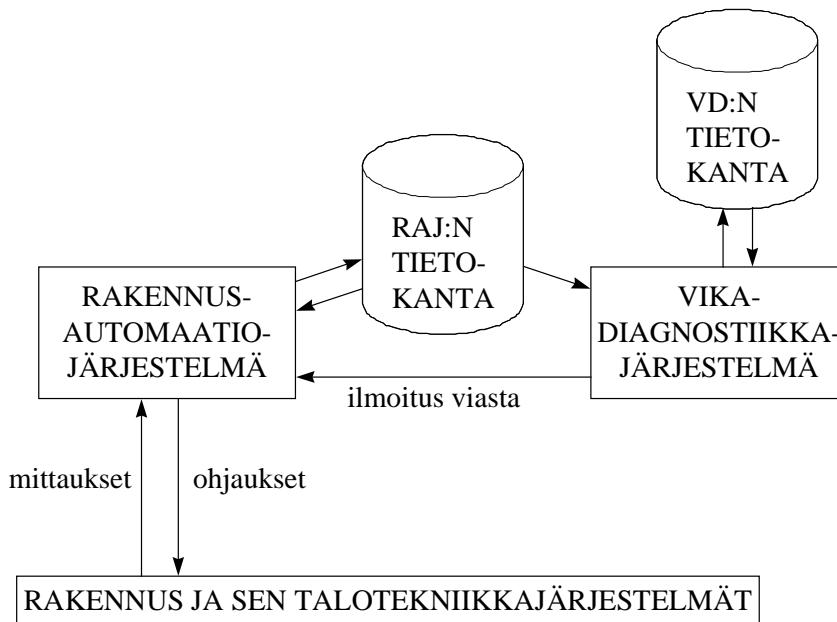 VD:N
TIETO-
KANTA
RAJ:N
TIETO-
KANTA
RAKENNUS-
AUTOMAATIO-
JÄRJESTELMÄ
VIKA-
DIAGNOSTIIKKA-
JÄRJESTELMÄ
ilmoitus viasta
mittaukset
ohjaukset
RAKENNUS JA SEN TALOTEKNIIKKAJÄRJESTELMÄT